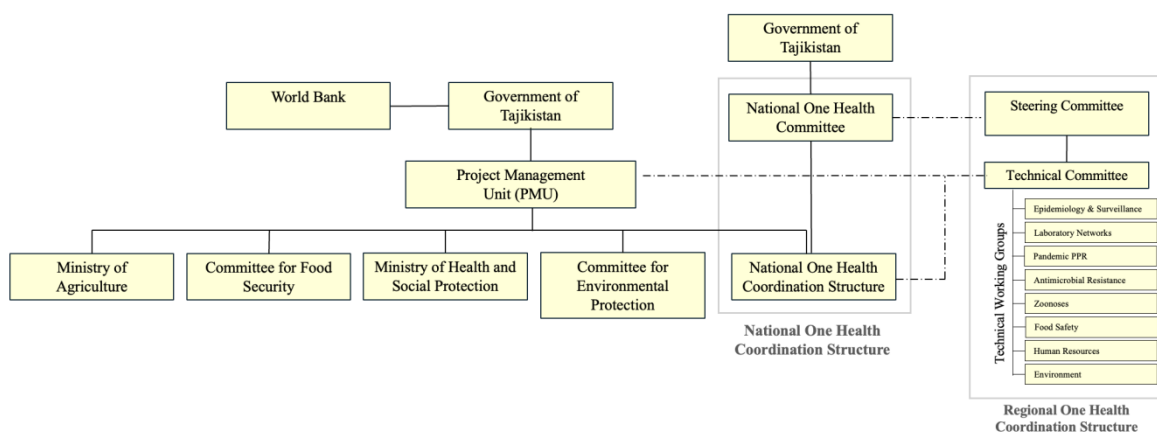 Government of
Tajikistan
World Bank
Government of
Tajikistan
National One Health
Committee
Steering Committee
Project Management
Unit (PMU)
Technical Committee
Ministry of
Agriculture
Committee for Food
Security
Ministry of Health and
Social Protection
Committee for
Environmental
Protection
National One Health
Coordination Structure
National One Health
Coordination Structure
Technical Working Groups
Epidemiology & Surveillance
Laboratory Networks
Pandemic PPR
Antimicrobial Resistance
Zoonoses
Food Safety
Human Resources
Environment
Regional One Health
Coordination Structure